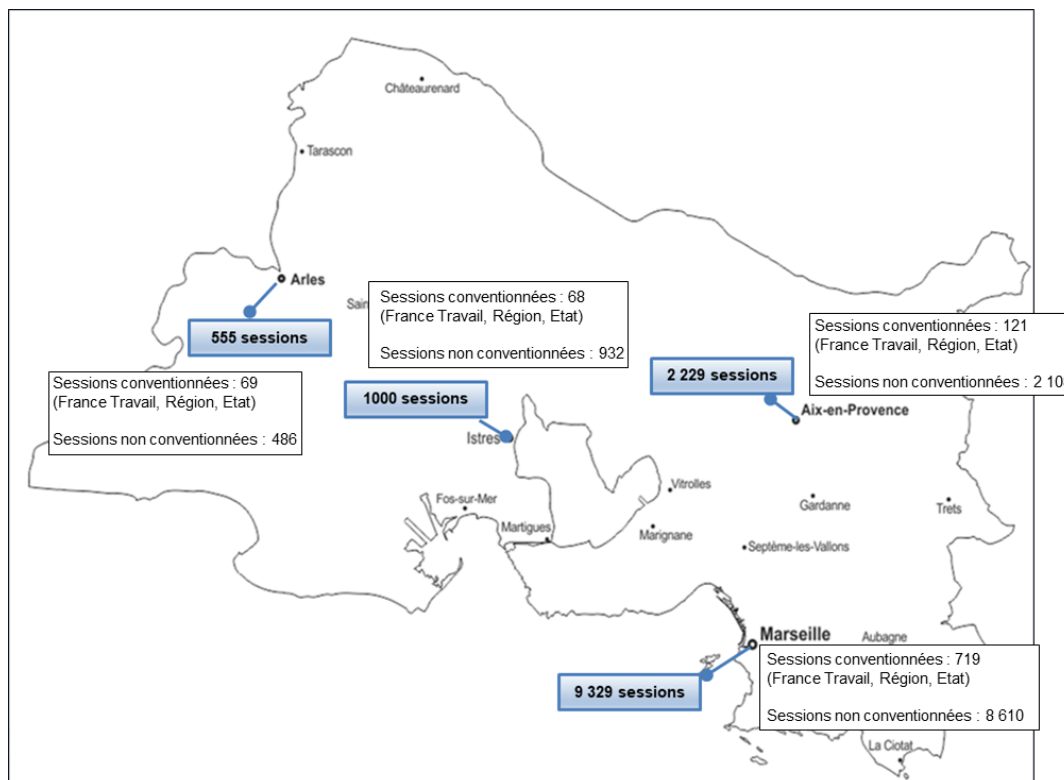 Châteaurenard
Tarascon
Arles
Sessions conventionnées : 68
(France Travail, Région, Etat)
Sessions non conventionnées : 932
Sain
555 sessions
Sessions conventionnées : 121
(France Travail, Région, Etat)
Sessions non conventionnées : 2 10
2 229 sessions
Sessions conventionnées : 69
(France Travail, Région, Etat)
Sessions non conventionnées : 486
1000 sessions
Aix-en-Provence
Istres
Vitrolles
Fos-sur-Mer
Gardanne
Trets
Martigues
Marignane
Septème-les-Vallons
Marseille
Aubagne
Sessions conventionnées : 719
(France Travail, Région, Etat)
Sessions non conventionnées : 8 610
9 329 sessions
La Ciotat